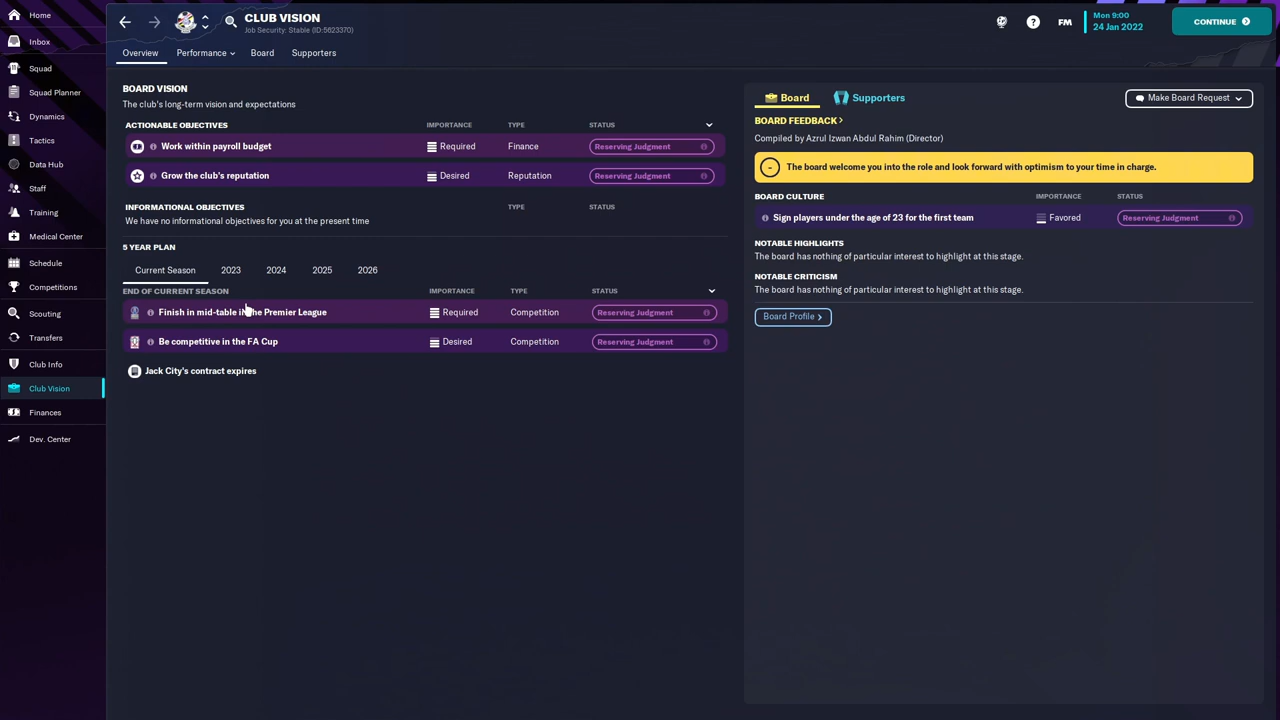 Home
Inbox
Squad
Squad Planner
Dynamics
Tactics
Data Hub
Staff
Training
Medical Center
Schedule
Competitions
Scouting
Transfers
Club Info
Club Vision
Finances
Dev. Center
CLUB VISION
Job Security: Stable (ID:5623370)
FM
Mon 9:00
24 Jan 2022
CONTINUE
Overview Performance Board Supporters
BOARD VISION
The club's long-term vision and expectations
ACTIONABLE OBJECTIVES IMPORTANCE TYPE STATUS
Work within payroll budget Required Finance Reserving Judgment
Grow the club's reputation Desired Reputation Reserving Judgment
INFORMATIONAL OBJECTIVES TYPE STATUS
We have no informational objectives for you at the present time
5 YEAR PLAN
Current Season 2023 2024 2025 2026
END OF CURRENT SEASON IMPORTANCE TYPE STATUS
Finish in mid-table in the Premier League Required Competition Reserving Judgment
Be competitive in the FA Cup Desired Competition Reserving Judgment
Jack City's contract expires
Board Supporters Make Board Request
BOARD FEEDBACK
Compiled by Azrul Izwan Abdul Rahim (Director)
The board welcome you into the role and look forward with optimism to your time in charge.
BOARD CULTURE IMPORTANCE STATUS
Sign players under the age of 23 for the first team Favored Reserving Judgment
NOTABLE HIGHLIGHTS
The board has nothing of particular interest to highlight at this stage.
NOTABLE CRITICISM
The board has nothing of particular interest to highlight at this stage.
Board Profile